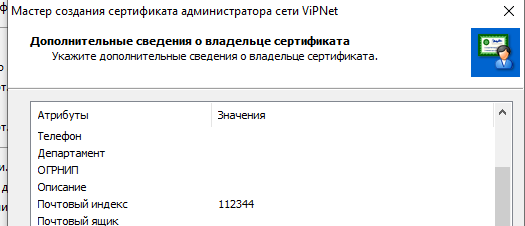 Мастер создания сертификата администратора сети ViPNet
Дополнительные сведения о владельце сертификата
Укажите дополнительные сведения о владельце сертификата.
Атрибуты Значения
Телефон
Департамент
ОГРНИП
Описание
Почтовый индекс 112344
Почтовый ящик